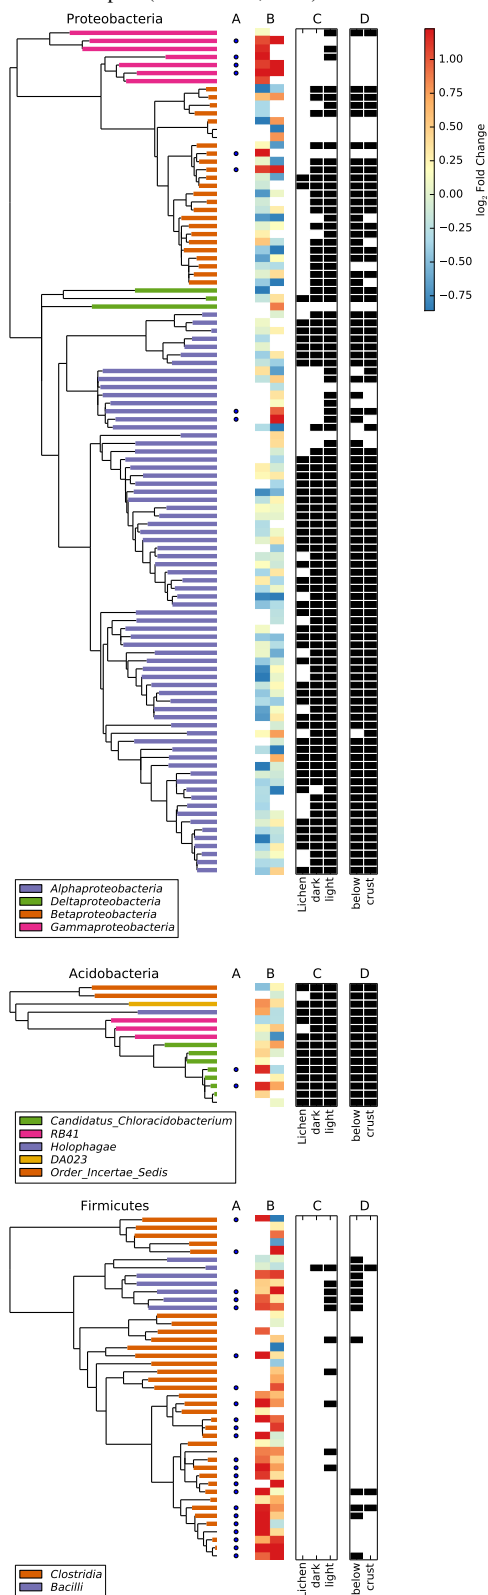 Proteobacteria A B C D
1.00
0.75
0.50
0.25
0.00
−0.25
−0.50
−0.75
log2 Fold Change
Lichen
dark
light
below
crust
Alphaproteobacteria
Deltaproteobacteria
Betaproteobacteria
Gammaproteobacteria
Acidobacteria A B C D
Lichen
dark
light
below
crust
Candidatus_Chloracidobacterium
RB41
Holophagae
DA023
Order_Incertae_Sedis
Firmicutes A B C D
Lichen
dark
light
below
crust
Clostridia
Bacilli